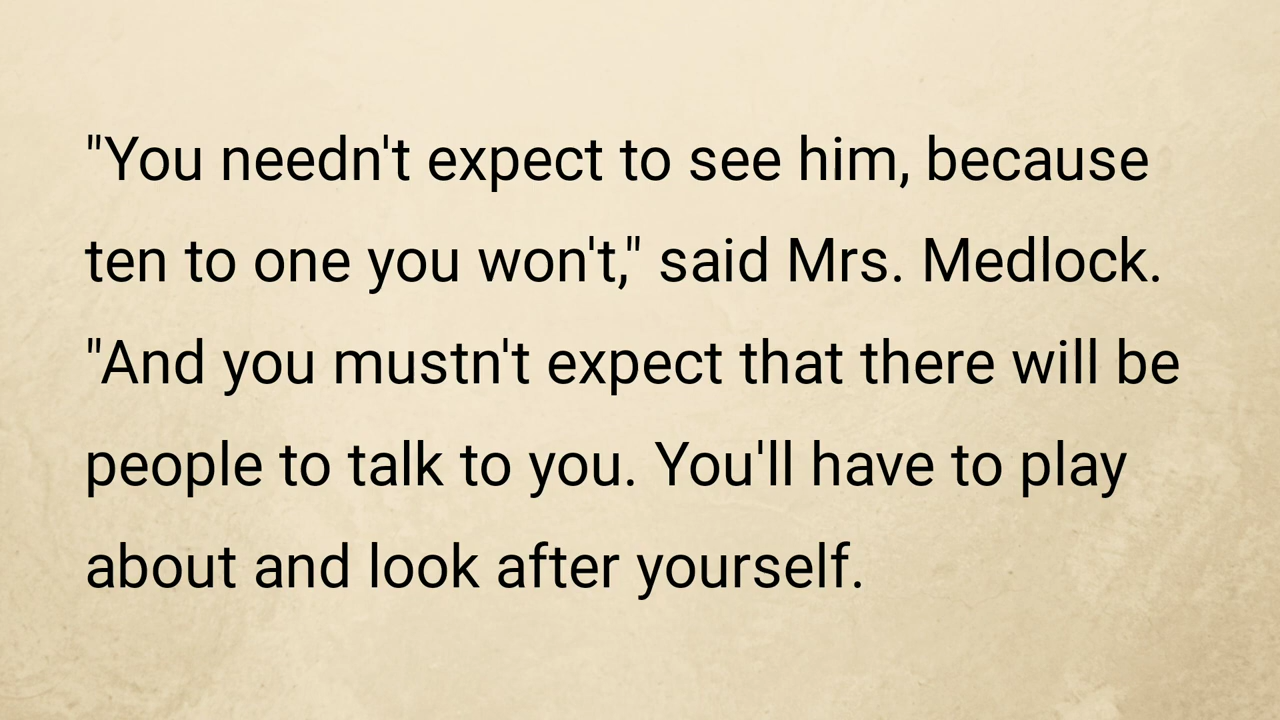 "You needn't expect to see him, because
ten to one you won't," said Mrs. Medlock.
"And you mustn't expect that there will be
people to talk to you. You'll have to play
about and look after yourself.